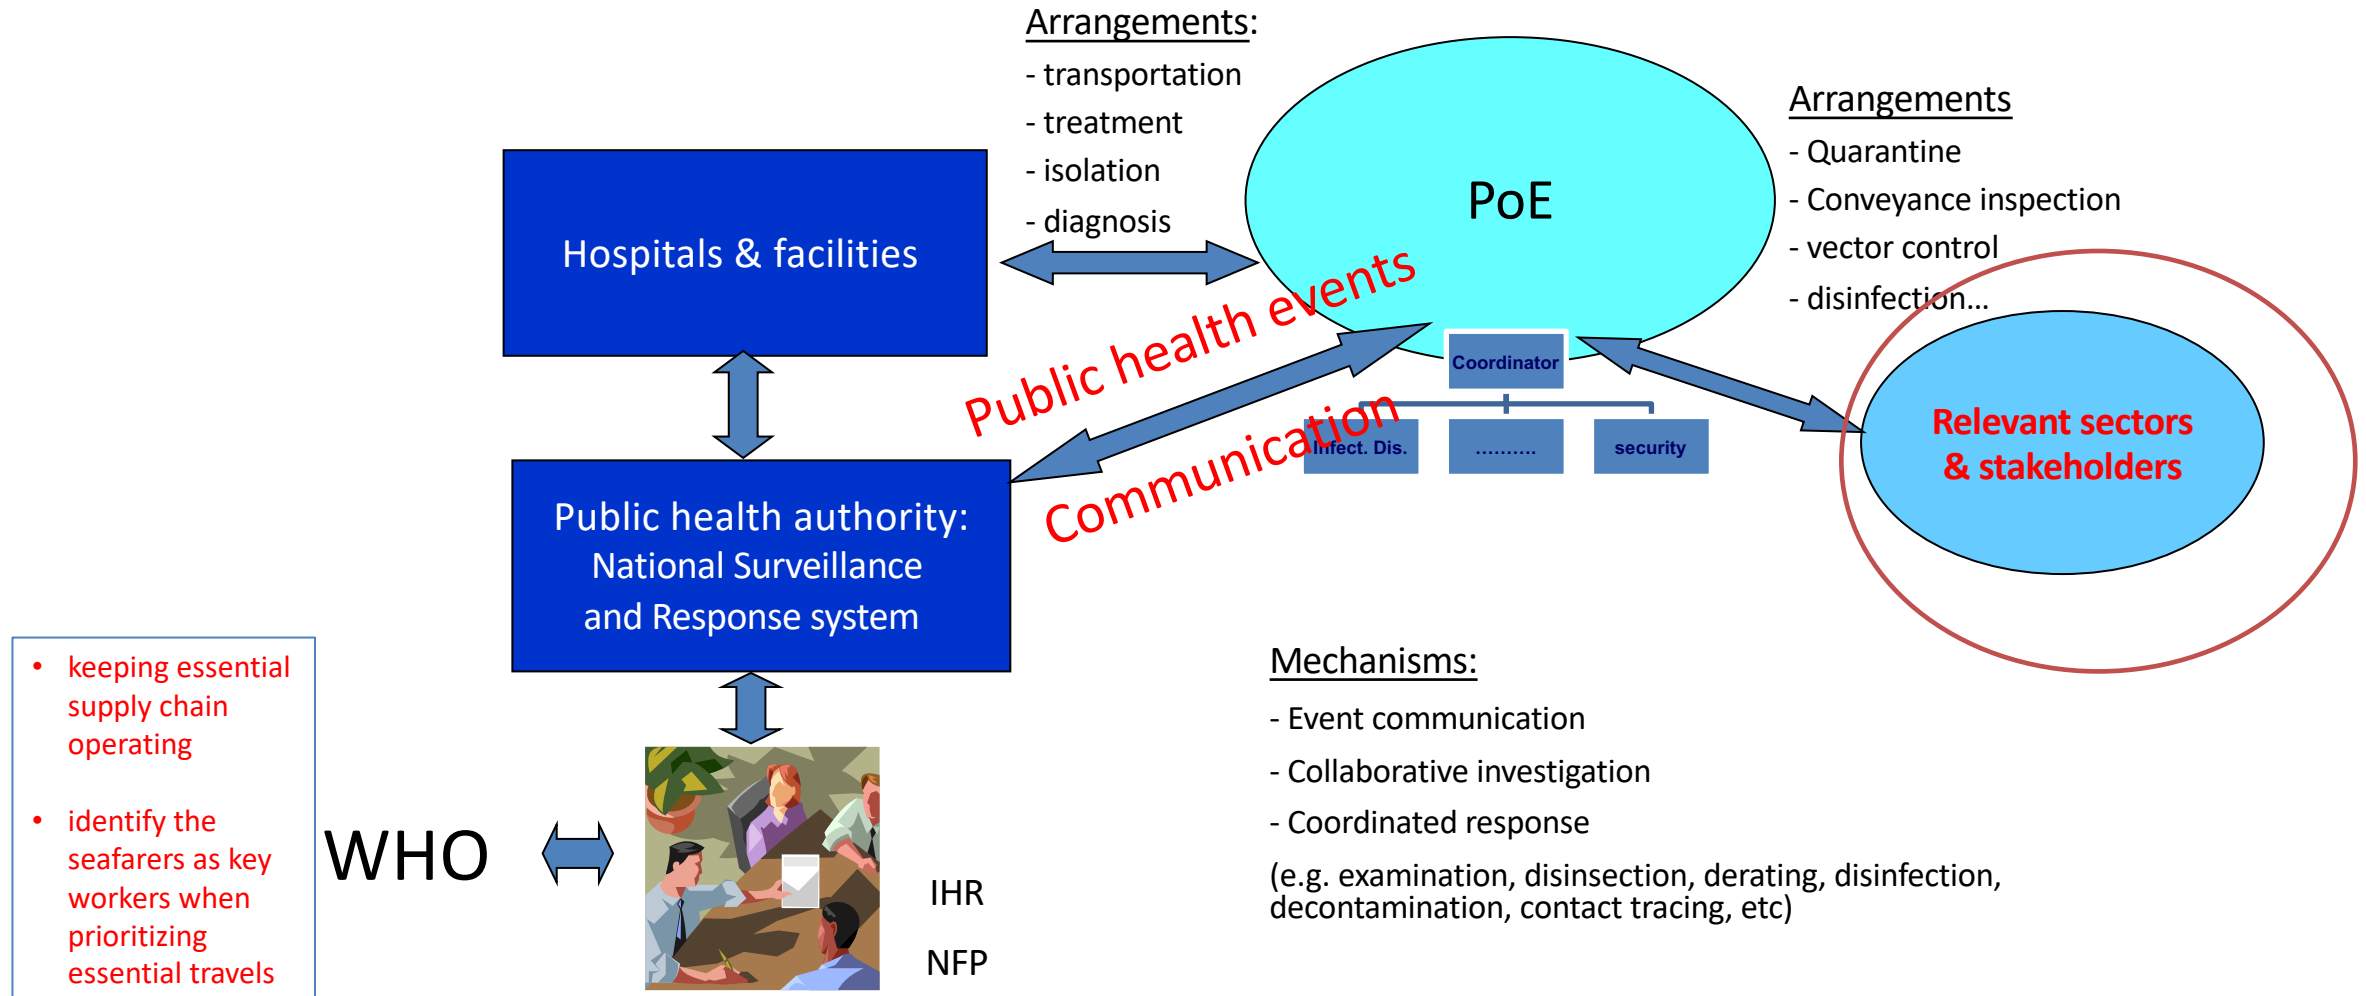 Arrangements:
- transportation
- treatment
- isolation
- diagnosis
PoE
Arrangements
- Quarantine
- Conveyance inspection
- vector control
- disinfection...
Hospitals & facilities
Public health events
Communication
Coordinator
Infect. Dis.
..........
security
Relevant sectors
& stakeholders
Public health authority:
National Surveillance
and Response system
• keeping essential
supply chain
operating
• identify the
seafarers as key
workers when
prioritizing
essential travels
WHO
IHR
NFP
Mechanisms:
- Event communication
- Collaborative investigation
- Coordinated response
(e.g. examination, disinsection, derating, disinfection,
decontamination, contact tracing, etc)